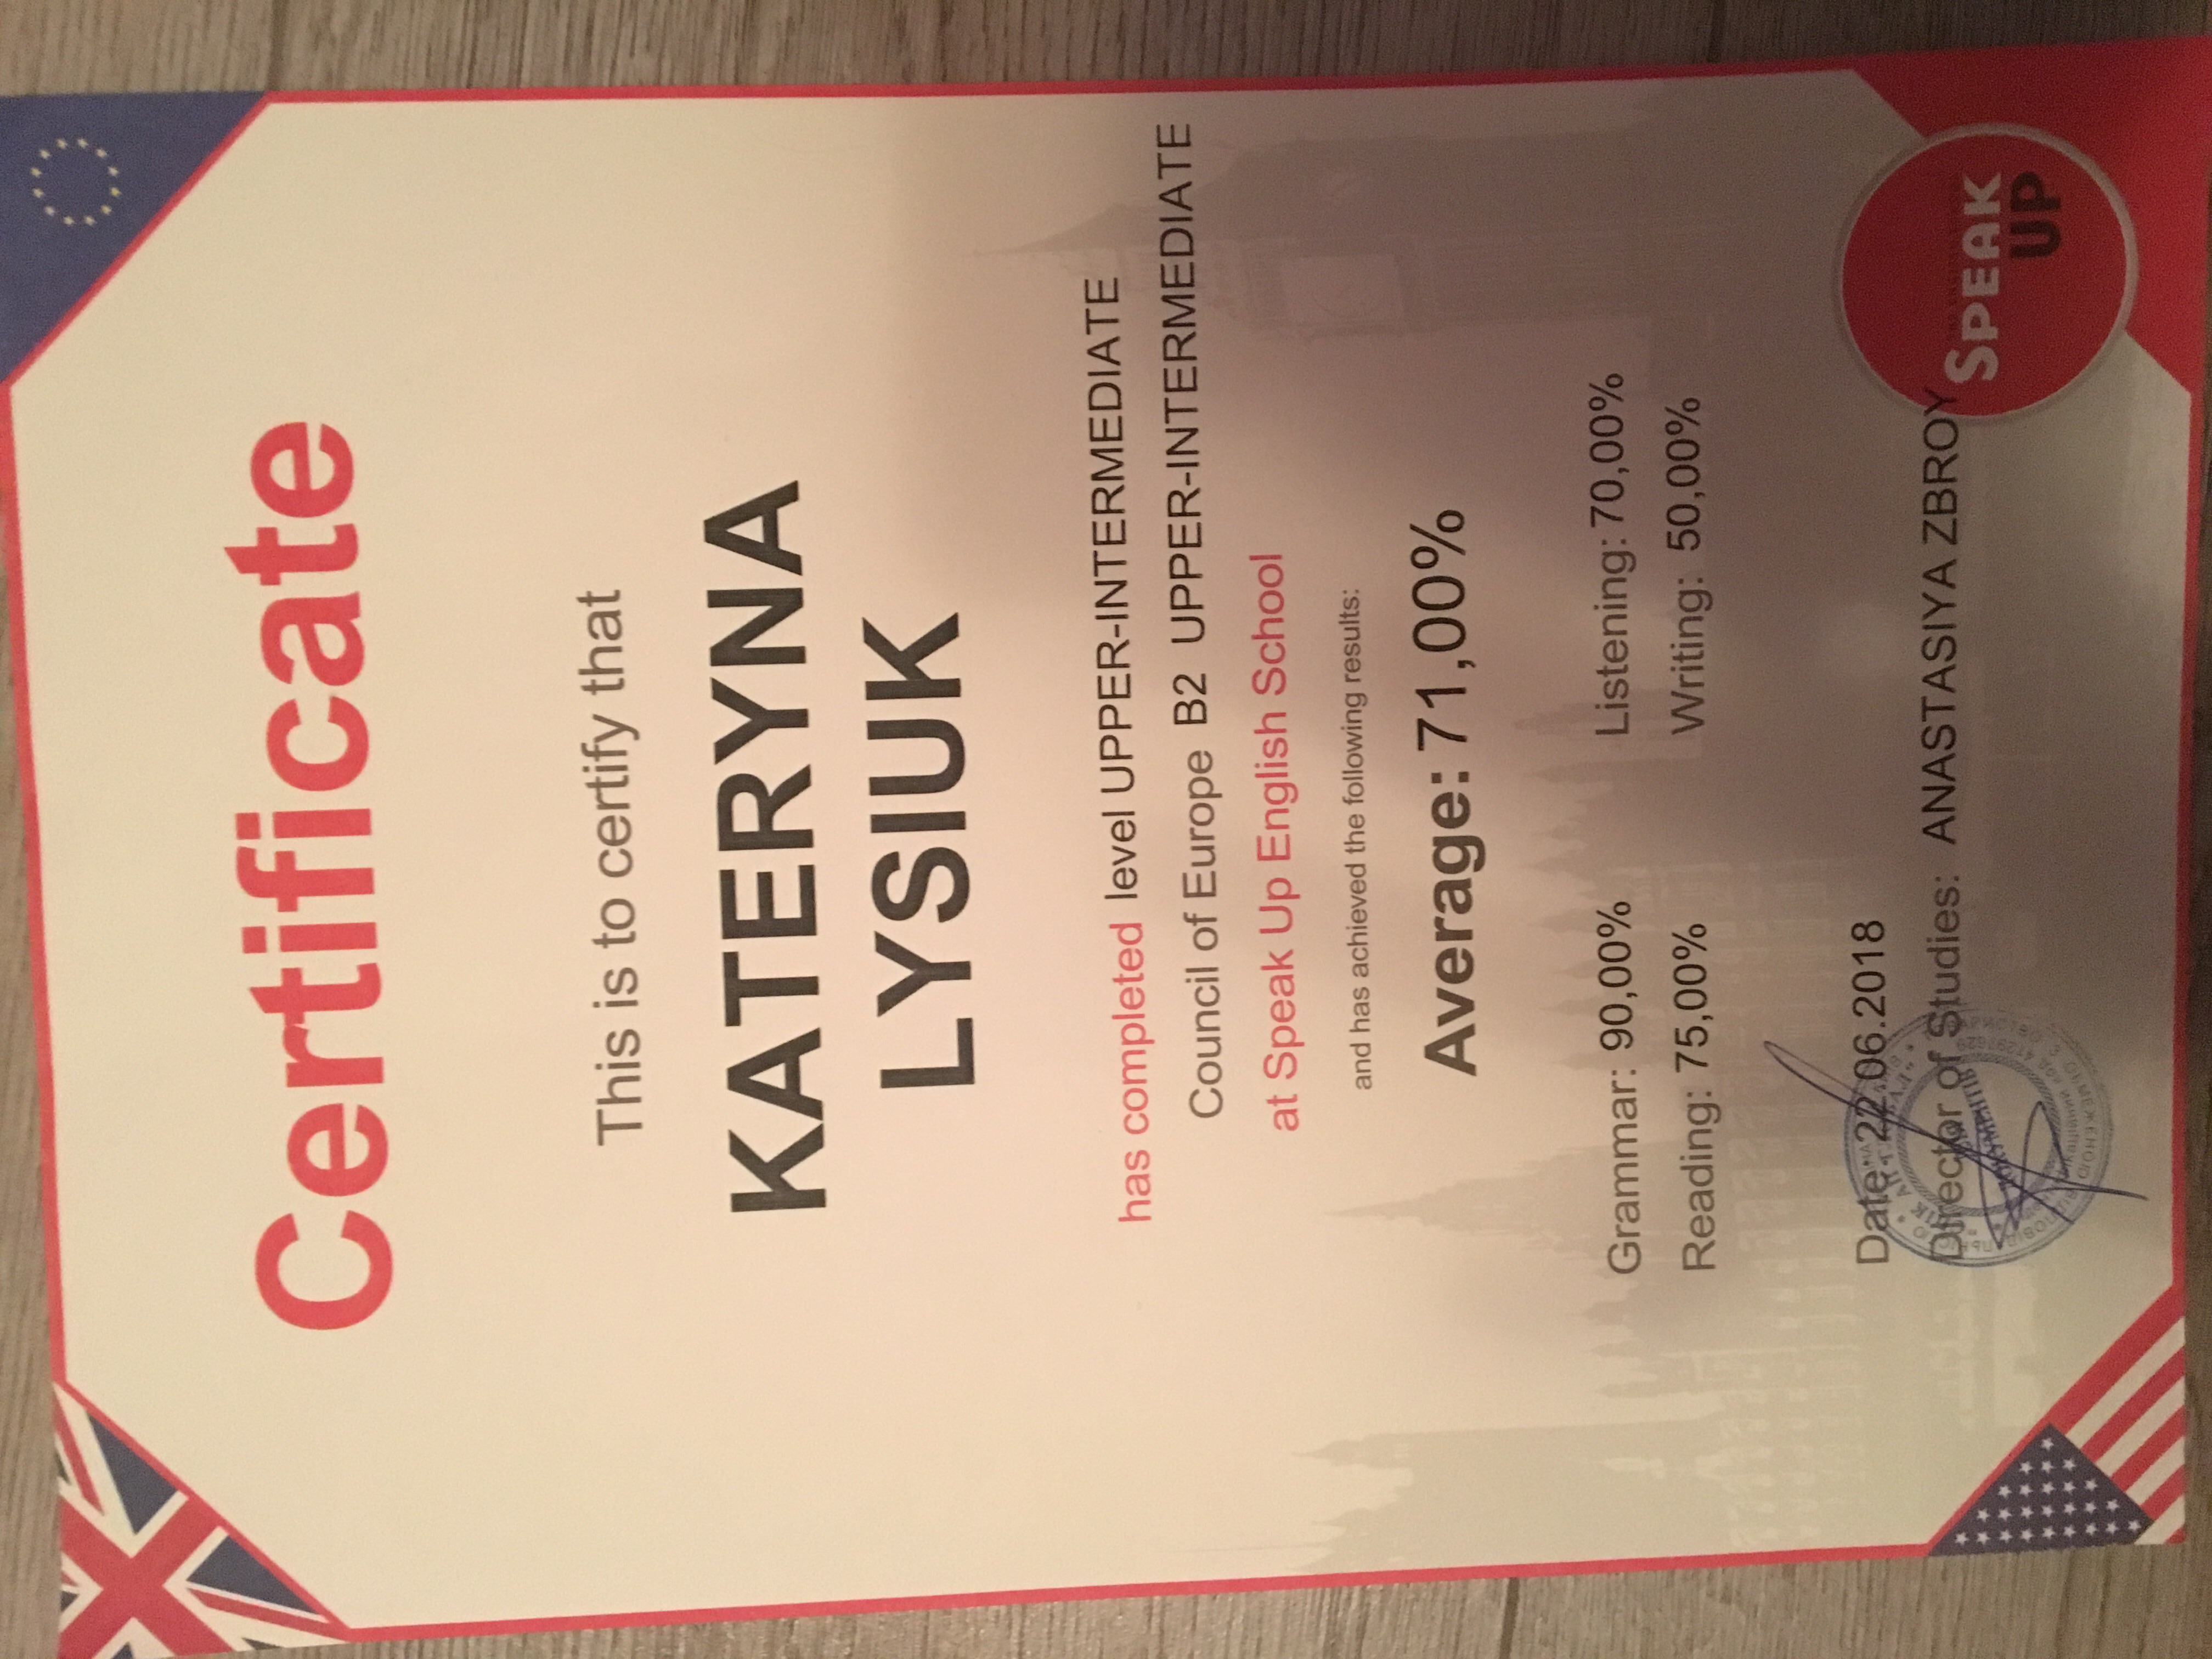 Certificate
This is to certify that
KATERYNA
LYSIUK
has completed level UPPER-INTERMEDIATE
Council of Europe B2 UPPER-INTERMEDIATE
at Speak Up English School
and has achieved the following results:
Average: 71,00%
Grammar: 90,00% Listening: 70,00%
Reading: 75,00% Writing: 50,00%
Date: 22.06.2018
Director of Studies: ANASTASIYA ZBROY
SPEAK
UP